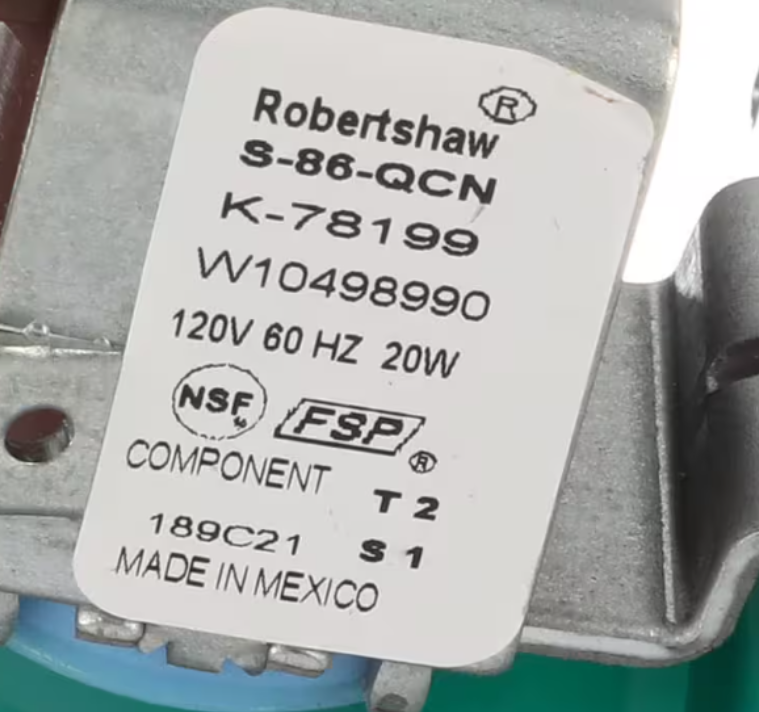 Robertshaw ®
S-86-QCN
K-78199
W10498990
120V 60 HZ 20W
NSF FSP ®
COMPONENT
T 2
189C21 S 1
MADE IN MEXICO